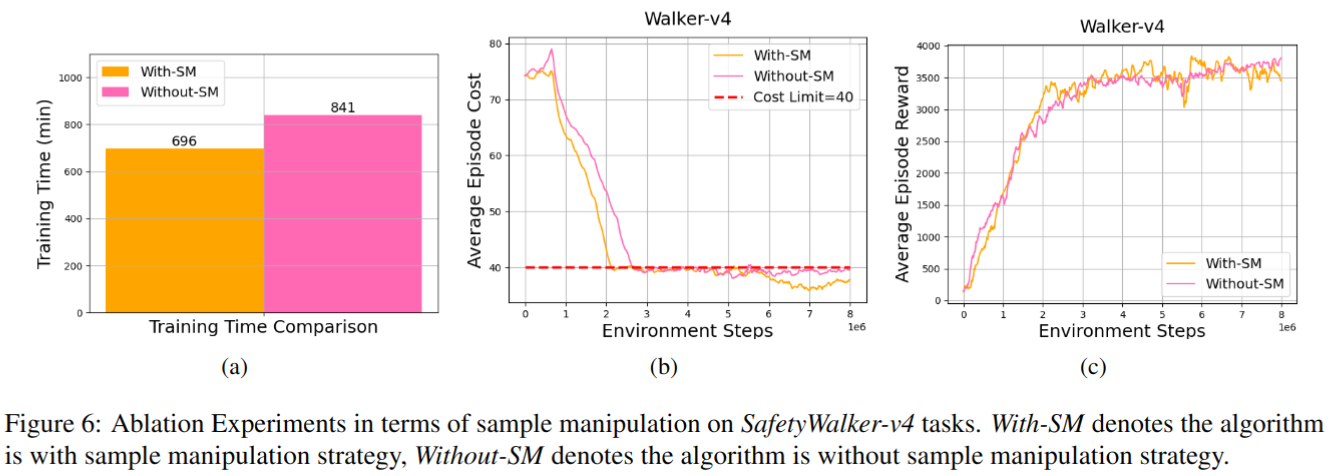 Training Time (min)
1000
800
600
400
200
0
With-SM
Without-SM
696
841
Training Time Comparison
(a)
Walker-v4
Average Episode Cost
80
70
60
50
40
With-SM
Without-SM
Cost Limit=40
0 1 2 3 4 5 6 7 8
1e6
Environment Steps
(b)
Walker-v4
Average Episode Reward
4000
3500
3000
2500
2000
1500
1000
500
0
With-SM
Without-SM
0 1 2 3 4 5 6 7 8
1e6
Environment Steps
(c)
Figure 6: Ablation Experiments in terms of sample manipulation on SafetyWalker-v4 tasks. With-SM denotes the algorithm
is with sample manipulation strategy, Without-SM denotes the algorithm is without sample manipulation strategy.